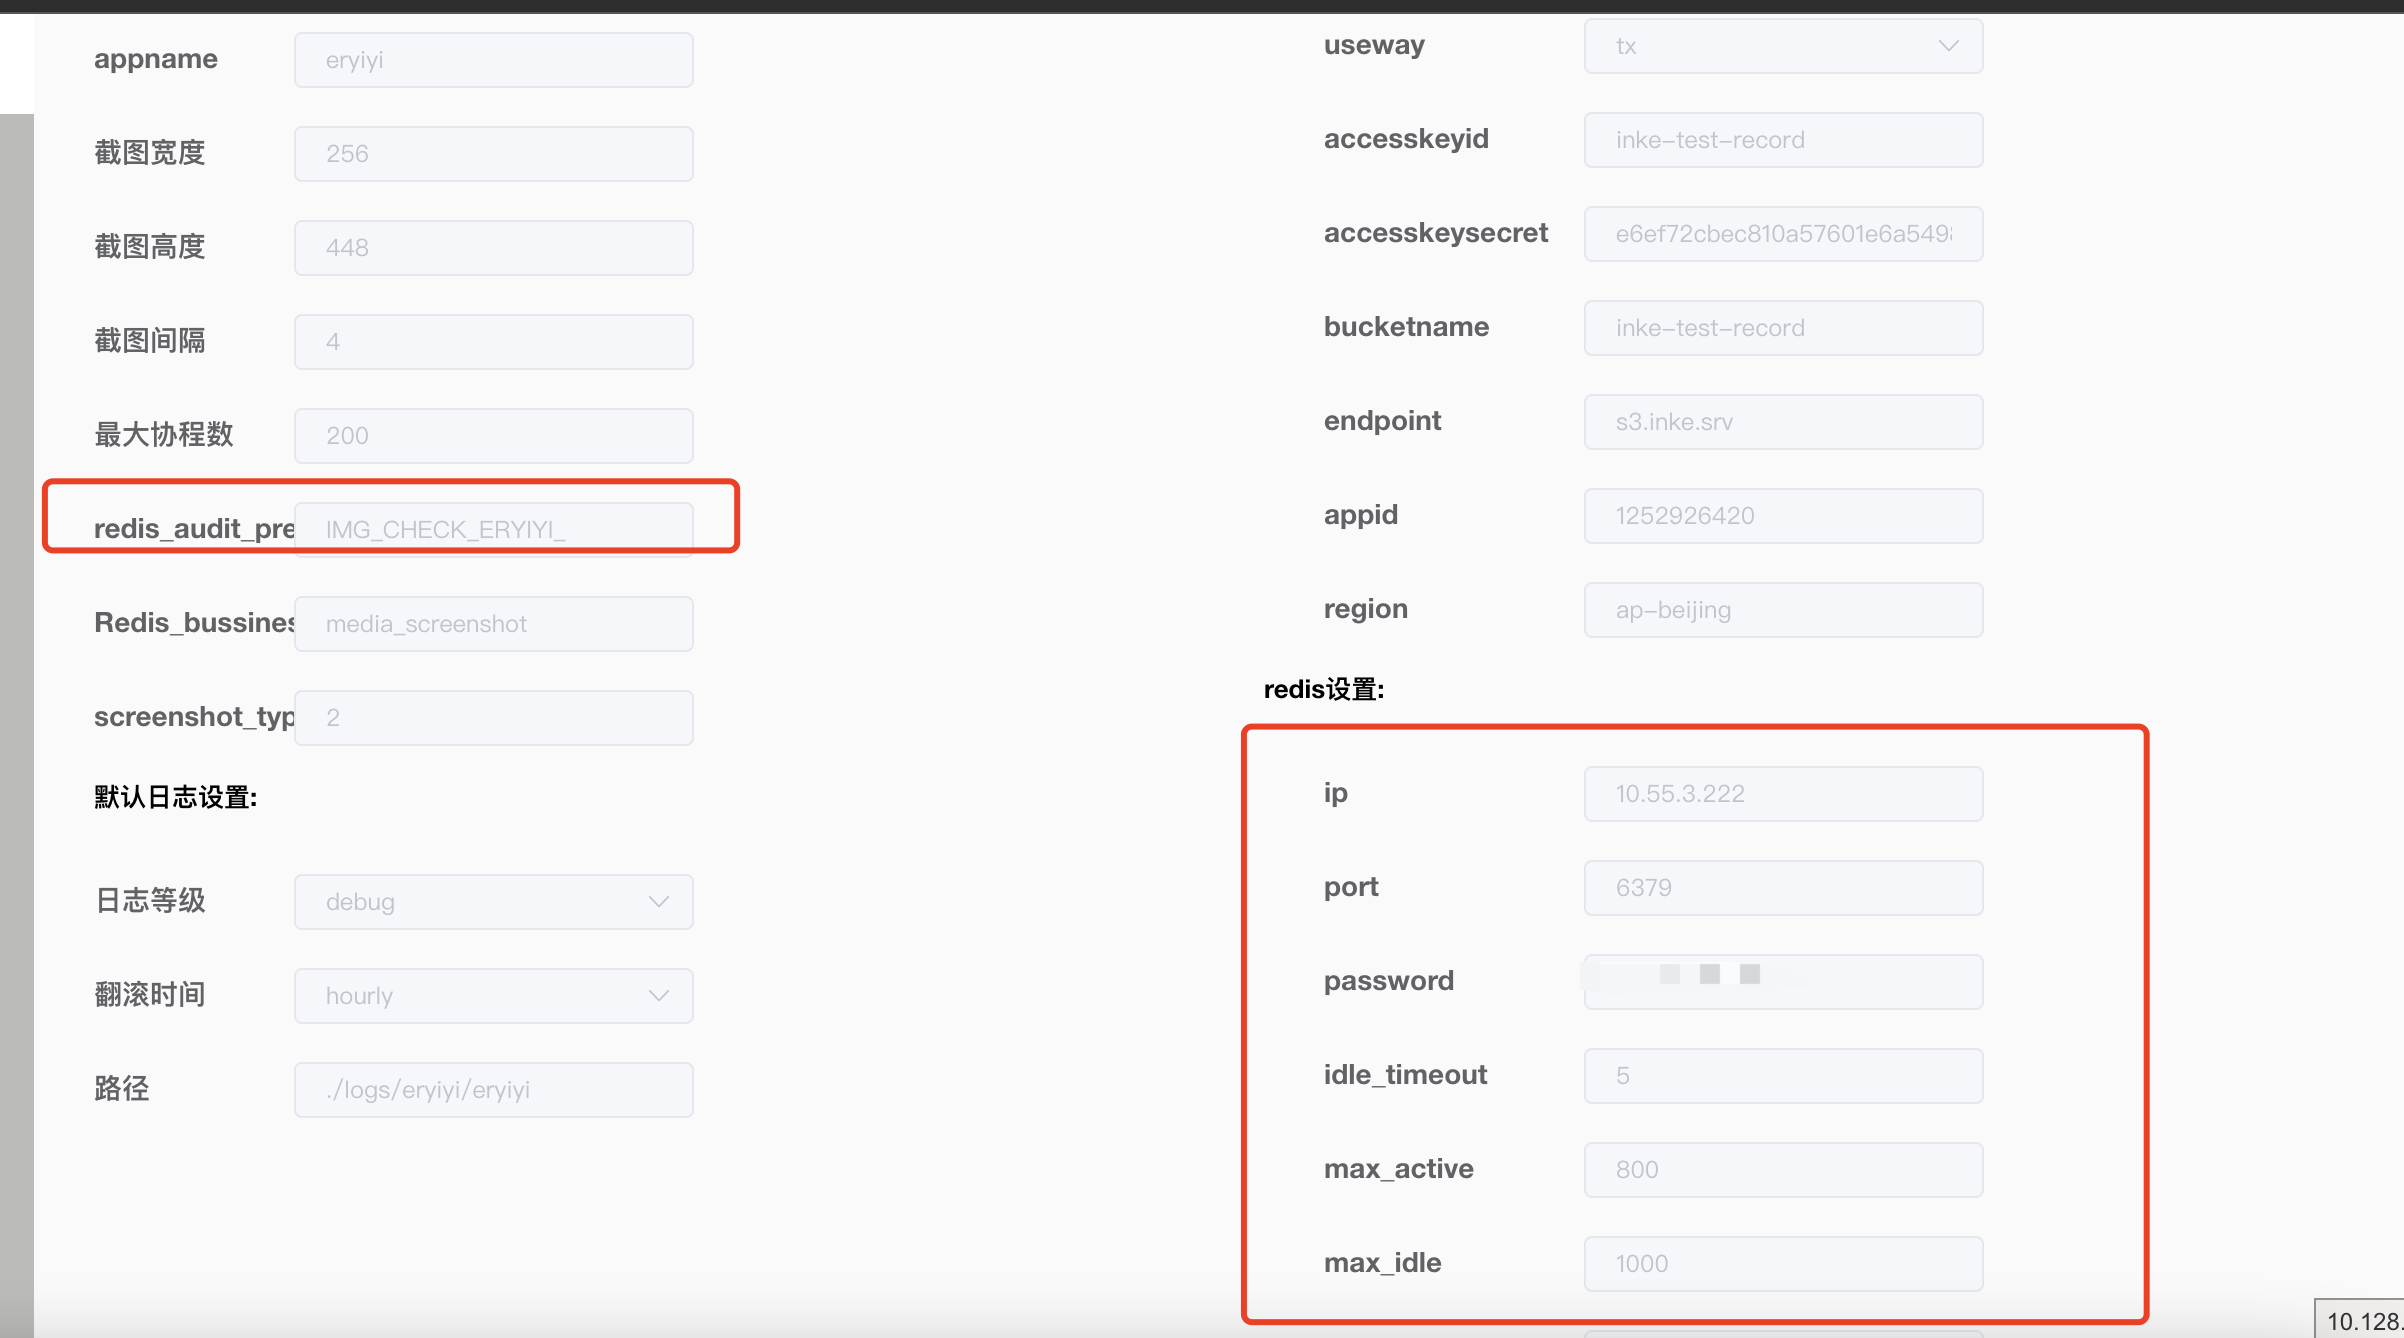 appname eryiyi
截图宽度 256
截图高度 448
截图间隔 4
最大协程数 200
redis_audit_pre IMG_CHECK_ERYIYI_
Redis_bussines media_screenshot
screenshot_typ 2
默认日志设置:
日志等级 debug
翻滚时间 hourly
路径 ./logs/eryiyi/eryiyi
useway tx
accesskeyid inke-test-record
accesskeysecret e6ef72cbec810a57601e6a549
bucketname inke-test-record
endpoint s3.inke.srv
appid 1252926420
region ap-beijing
redis设置:
ip 10.55.3.222
port 6379
password
idle_timeout 5
max_active 800
max_idle 1000
10.128.